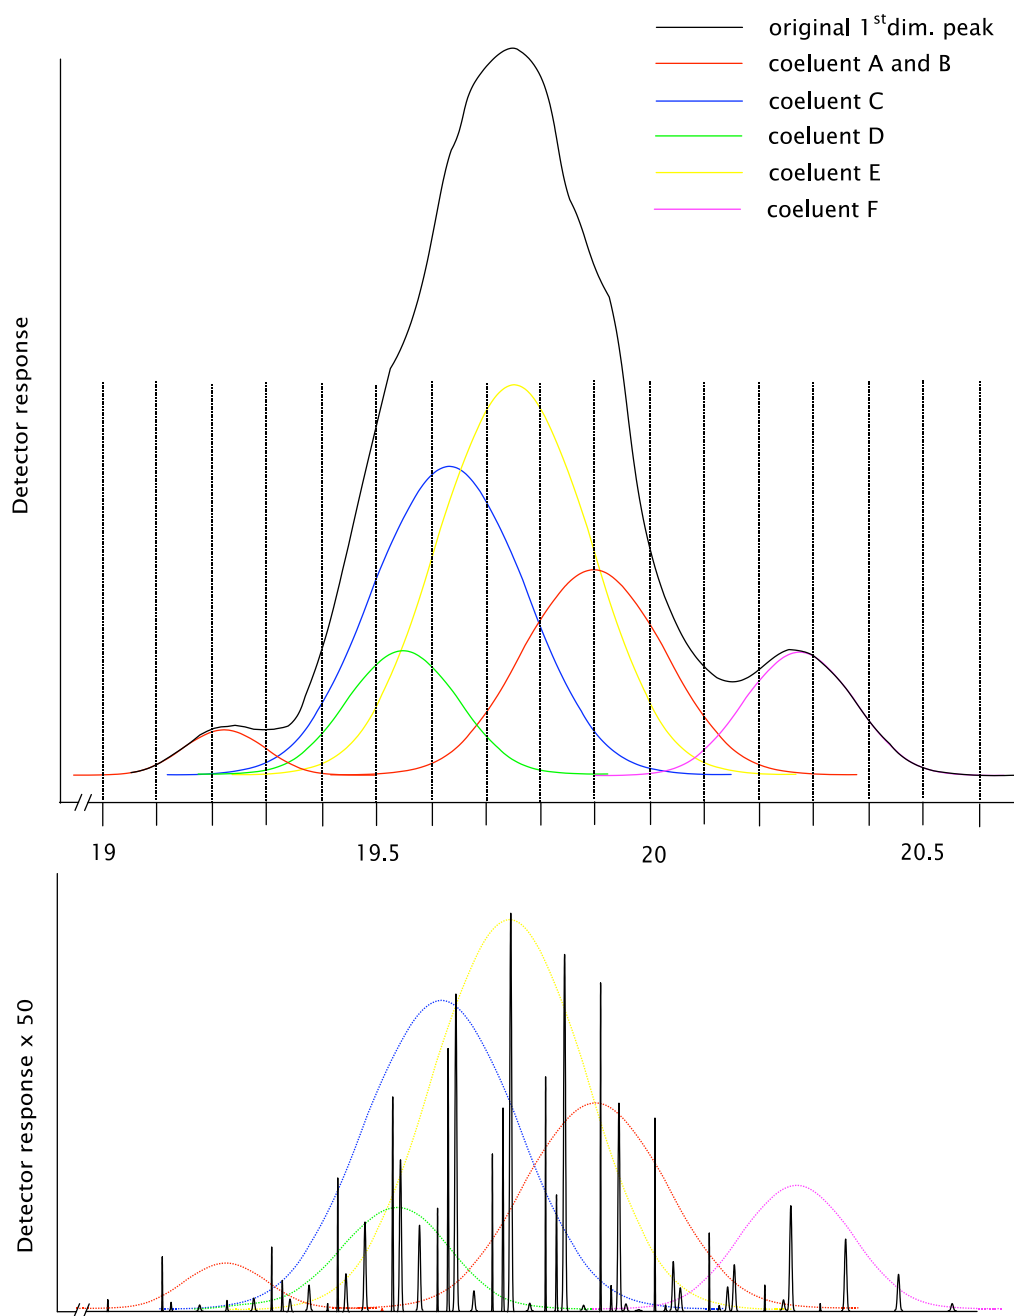 original 1st dim. peak
coeluent A and B
coeluent C
coeluent D
coeluent E
coeluent F
Detector response
19
19.5
20
20.5
Detector response x 50